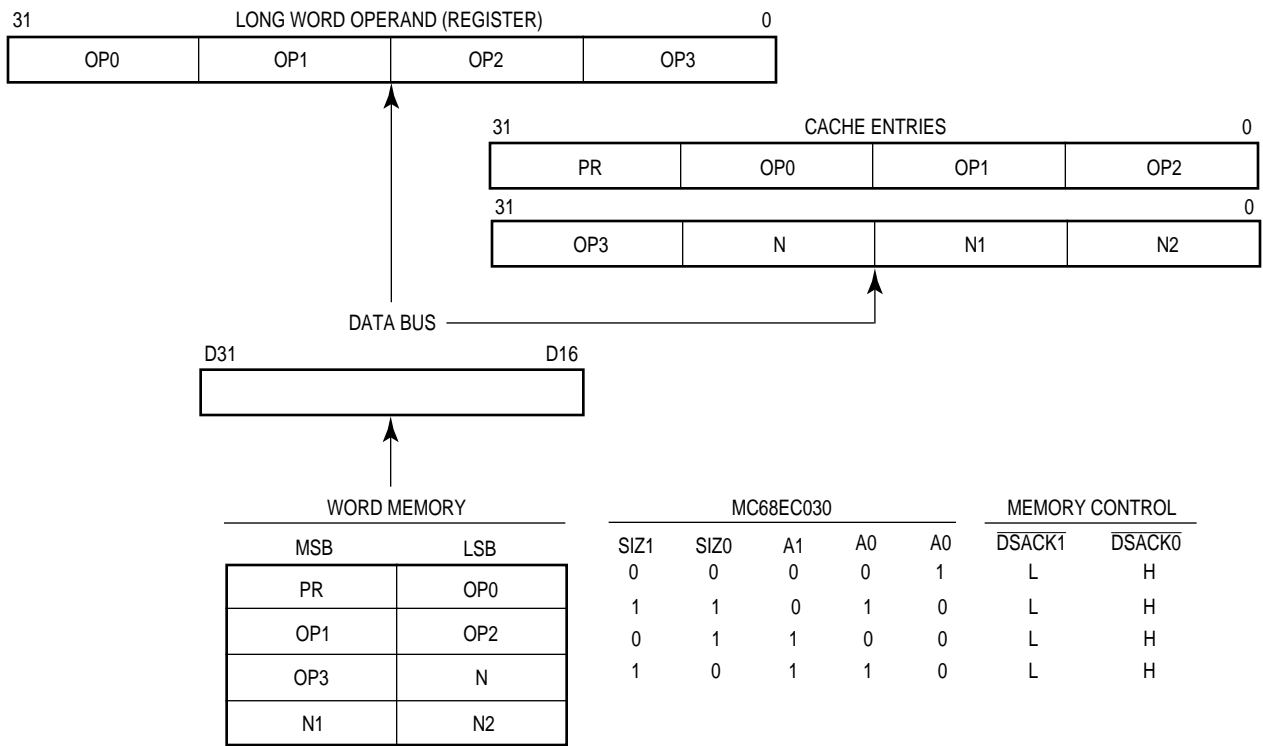 31 LONG WORD OPERAND (REGISTER) 0
OP0 OP1 OP2 OP3
31 CACHE ENTRIES 0
PR OP0 OP1 OP2
31 0
OP3 N N1 N2
DATA BUS
D31 D16
WORD MEMORY MC68EC030 MEMORY CONTROL
MSB LSB SIZ1 SIZ0 A1 A0 A0 DSACK1 DSACK0
PR OP0 0 0 0 0 1 L H
OP1 OP2 1 1 0 1 0 L H
OP3 N 0 1 1 0 0 L H
N1 N2 1 0 1 1 0 L H